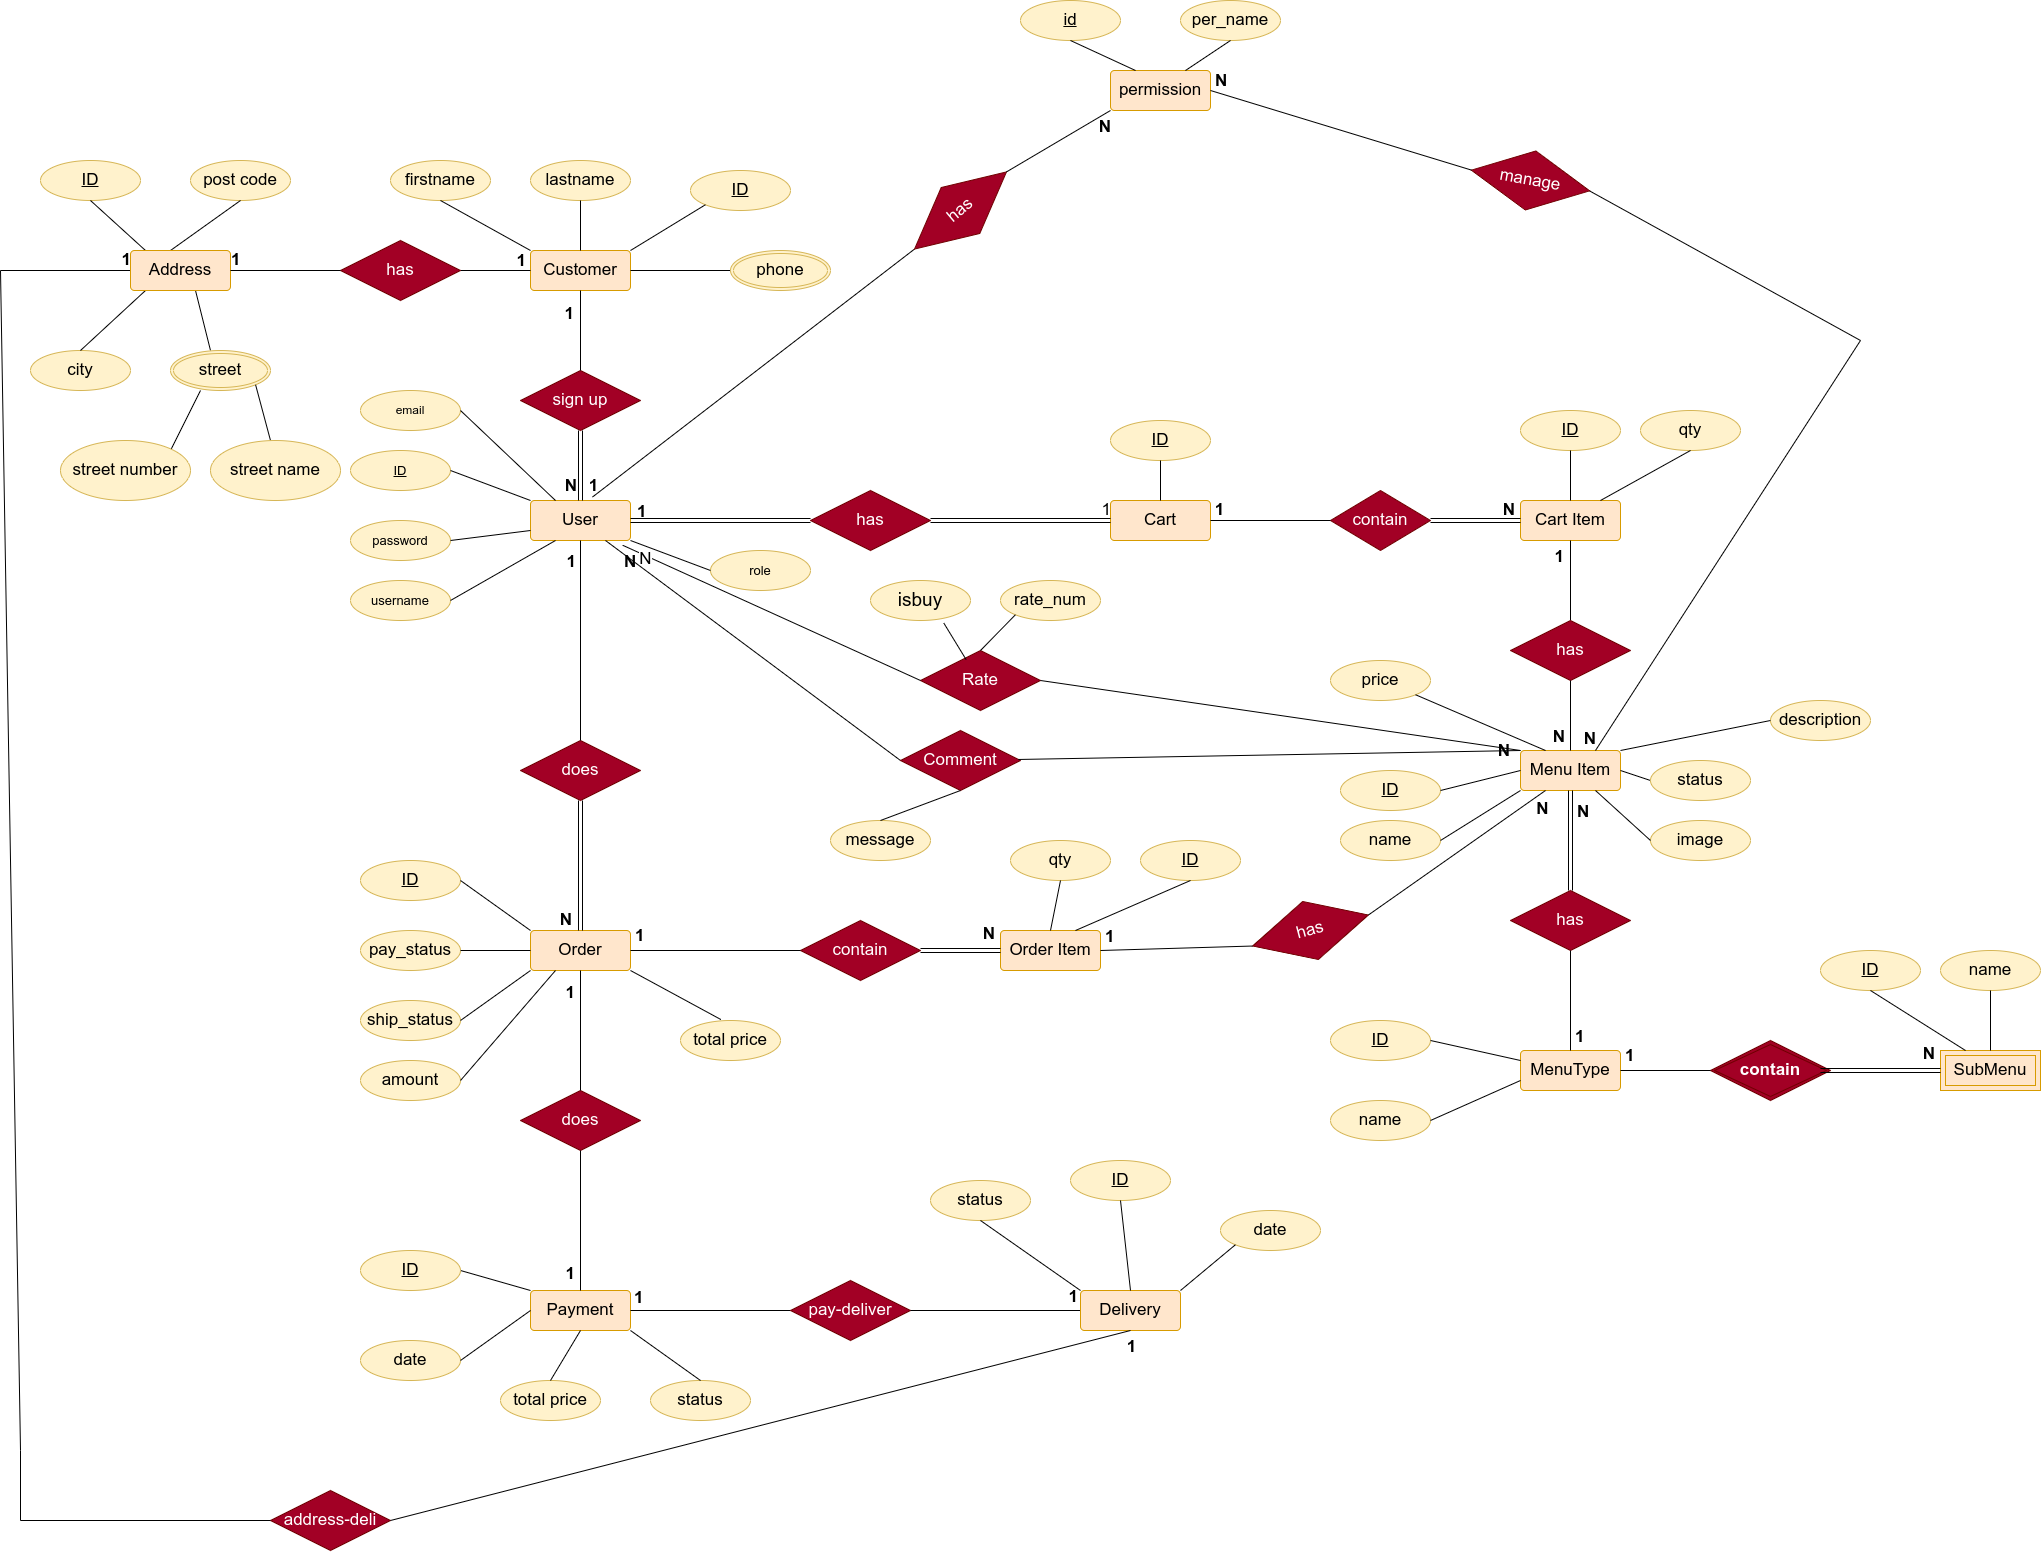 id
per_name
permission
N
N
manage
has
ID
post code
firstname
lastname
ID
1
Address
1
has
1
Customer
phone
1
city
street
street number
street name
sign up
email
ID
password
username
N
1
User
1
has
1
Cart
ID
1
contain
N
Cart Item
ID
qty
1
1
N
N
role
isbuy
rate_num
Rate
has
price
description
does
Comment
message
N
N
N
Menu Item
ID
name
status
image
N
N
qty
ID
has
has
ID
pay_status
ship_status
amount
N
Order
1
contain
N
Order Item
1
1
total price
ID
name
1
ID
MenuType
1
contain
N
SubMenu
name
does
status
ID
date
1
ID
Payment
1
pay-deliver
1
Delivery
1
date
total price
status
address-deli